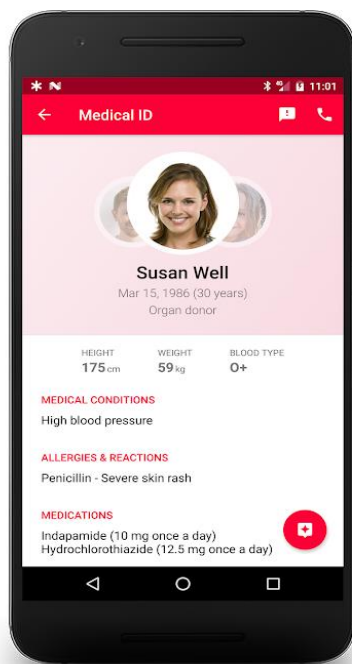 11:01
Medical ID
Susan Well
Mar 15, 1986 (30 years)
Organ donor
HEIGHT WEIGHT BLOOD TYPE
175 cm 59 kg O+
MEDICAL CONDITIONS
High blood pressure
ALLERGIES & REACTIONS
Penicillin - Severe skin rash
MEDICATIONS
Indapamide (10 mg once a day)
Hydrochlorothiazide (12.5 mg once a day)